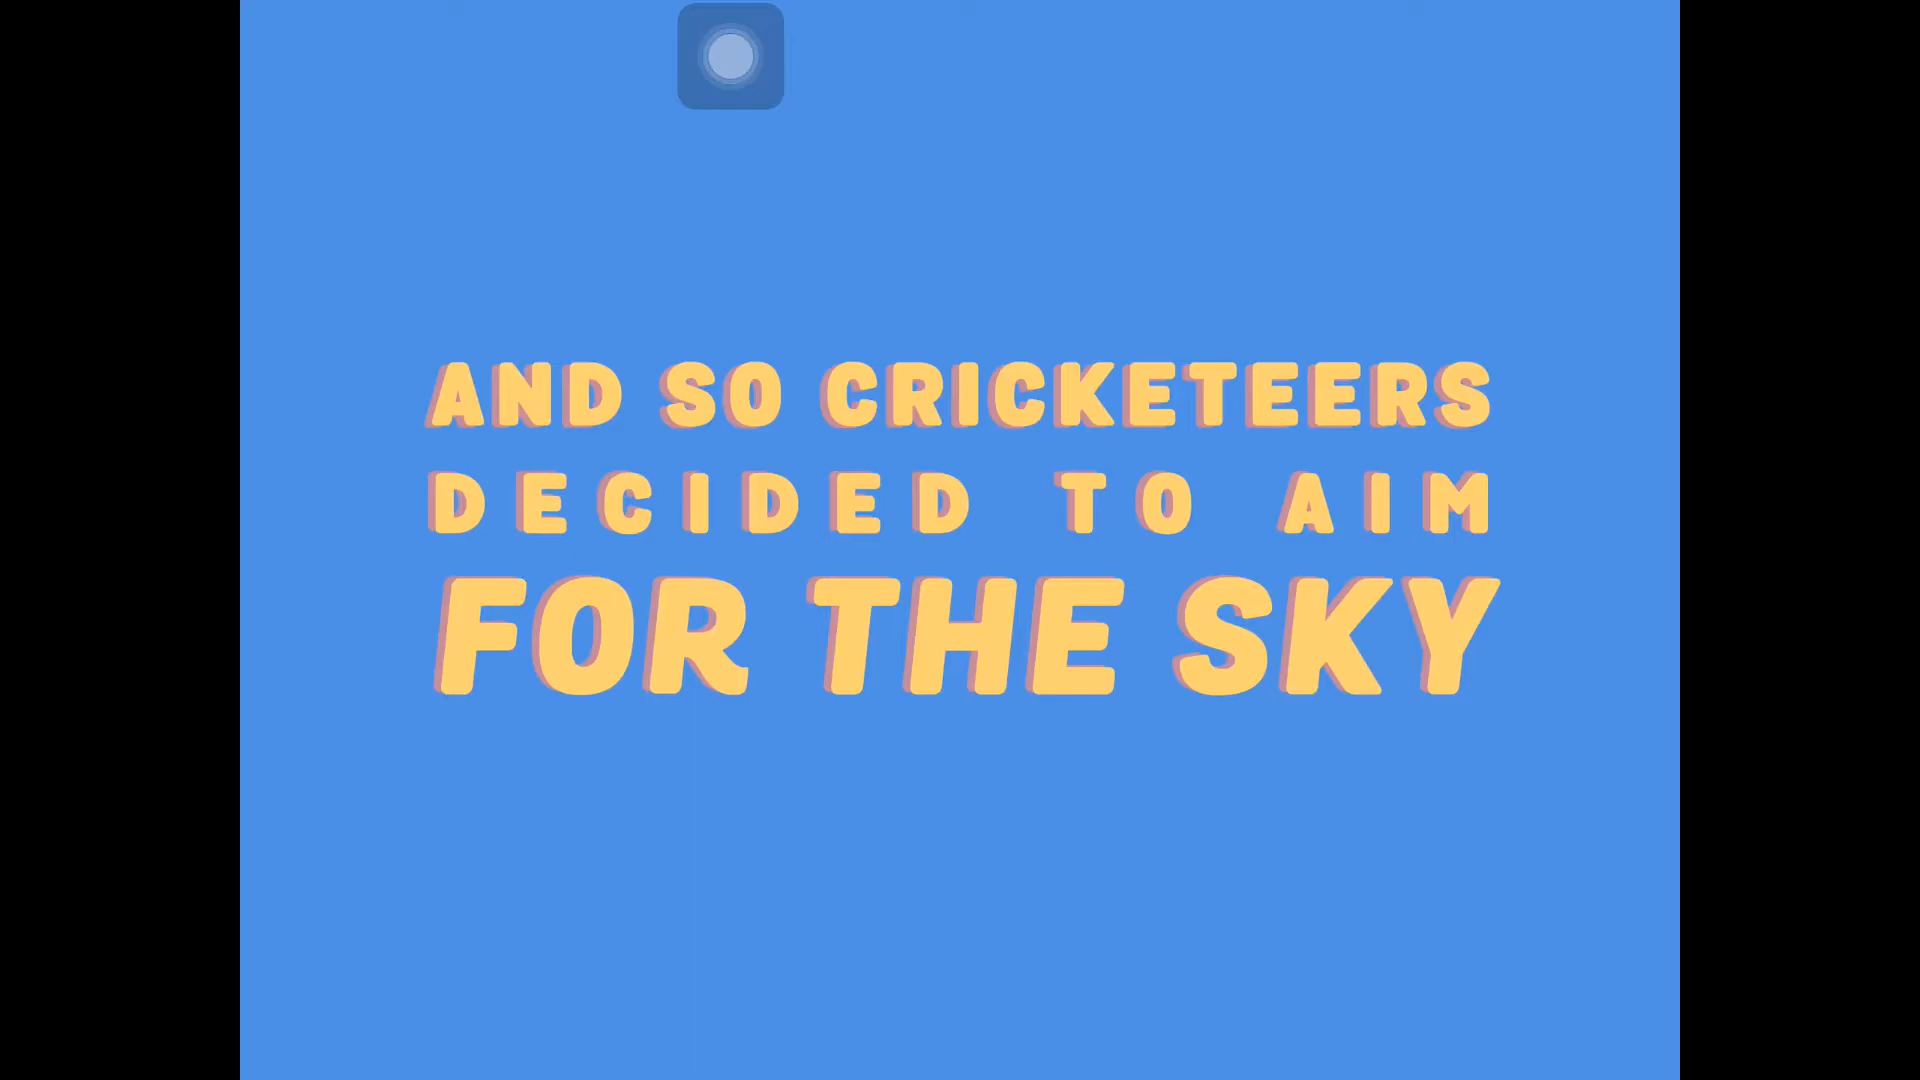 AND SO CRICKETEERS
DECIDED TO AIM
FOR THE SKY